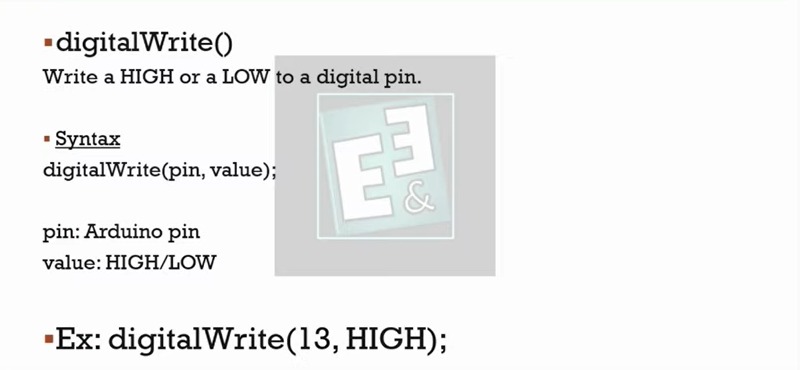 digitalWrite()
Write a HIGH or a LOW to a digital pin.
Syntax
digitalWrite(pin, value);
E
E
&
pin: Arduino pin
value: HIGH/LOW
Ex: digitalWrite(13, HIGH);